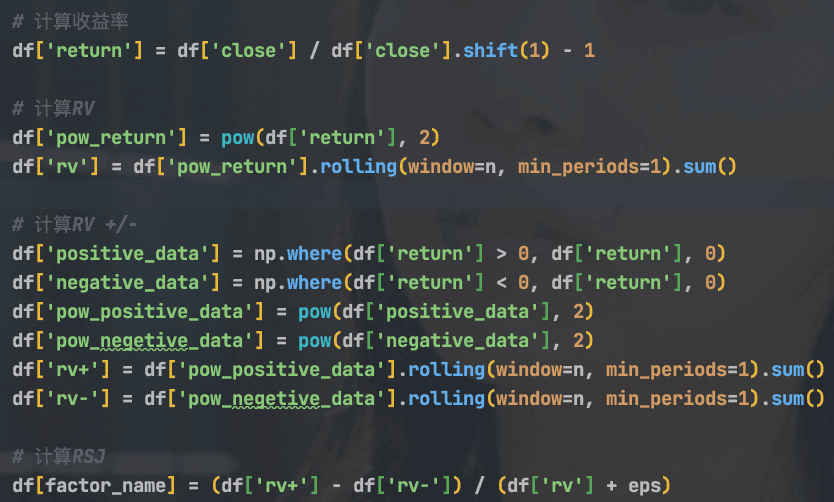 # 计算收益率
df['return'] = df['close'] / df['close'].shift(1) - 1
# 计算RV
df['pow_return'] = pow(df['return'], 2)
df['rv'] = df['pow_return'].rolling(window=n, min_periods=1).sum()
# 计算RV +/-
df['positive_data'] = np.where(df['return'] > 0, df['return'], 0)
df['negative_data'] = np.where(df['return'] < 0, df['return'], 0)
df['pow_positive_data'] = pow(df['positive_data'], 2)
df['pow_negetive_data'] = pow(df['negative_data'], 2)
df['rv+'] = df['pow_positive_data'].rolling(window=n, min_periods=1).sum()
df['rv-'] = df['pow_negetive_data'].rolling(window=n, min_periods=1).sum()
# 计算RSJ
df[factor_name] = (df['rv+'] - df['rv-']) / (df['rv'] + eps)